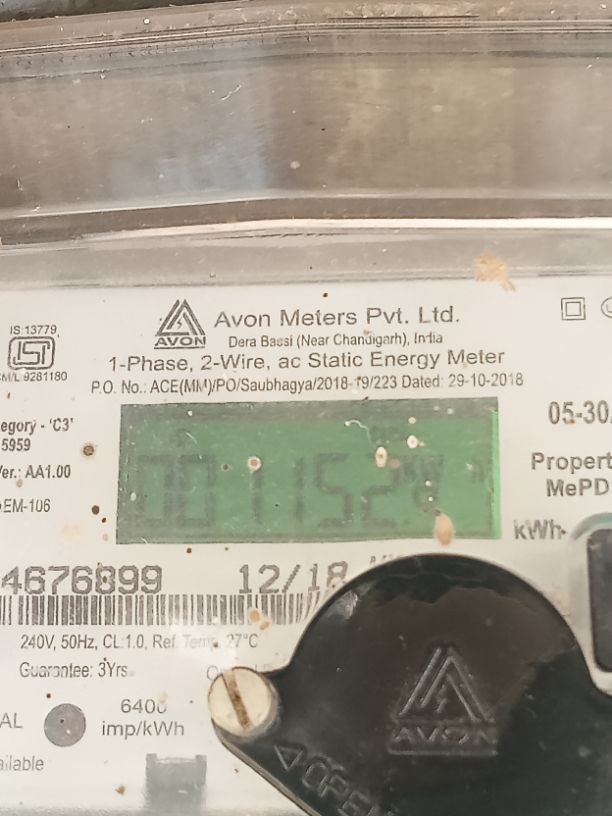 Avon Meters Pvt. Ltd.
AVON
Dera Bassi (Near Chandigarh), India
1-Phase, 2-Wire, ac Static Energy Meter
P.O. No.: ACE(MM)/PO/Saubhagya/2018-19/223 Dated: 29-10-2018
IS 13779
ISI
CM/L 9281180
egory - 'C3'
5959
Ver.: AA1.00
EM-106
001152
kW
05-30
Propert
MePD
kWh
4676899
12/18
240V, 50Hz, CL:1.0, Ref. Temp. 27°C
Guarantee: 3Yrs.
AL
6400
imp/kWh
ailable
AVON
OPEN